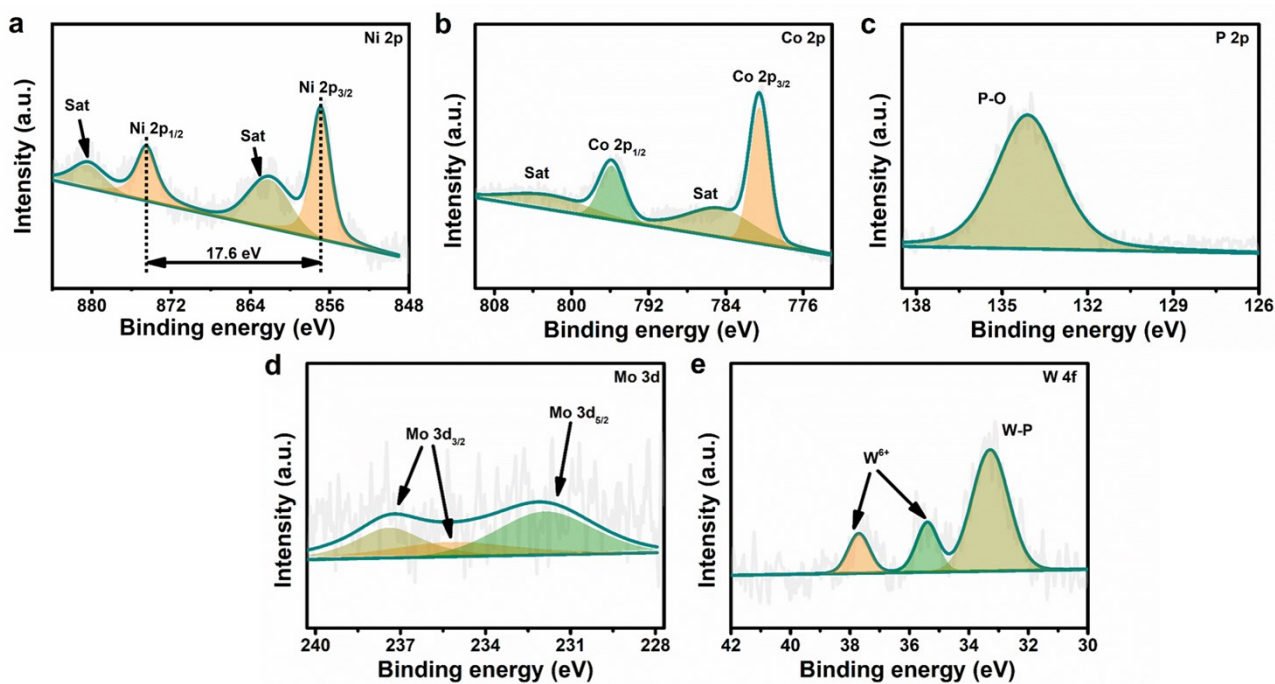 a
Ni 2p
Sat
Ni 2p1/2
Sat
Ni 2p3/2
17.6 eV
Intensity (a.u.)
880 872 864 856 848
Binding energy (eV)
b
Co 2p
Sat
Co 2p1/2
Sat
Co 2p3/2
Intensity (a.u.)
808 800 792 784 776
Binding energy (eV)
c
P 2p
P-O
Intensity (a.u.)
138 135 132 129 126
Binding energy (eV)
d
Mo 3d
Mo 3d3/2
Mo 3d5/2
Intensity (a.u.)
240 237 234 231 228
Binding energy (eV)
e
W 4f
W6+
W-P
Intensity (a.u.)
42 40 38 36 34 32 30
Binding energy (eV)